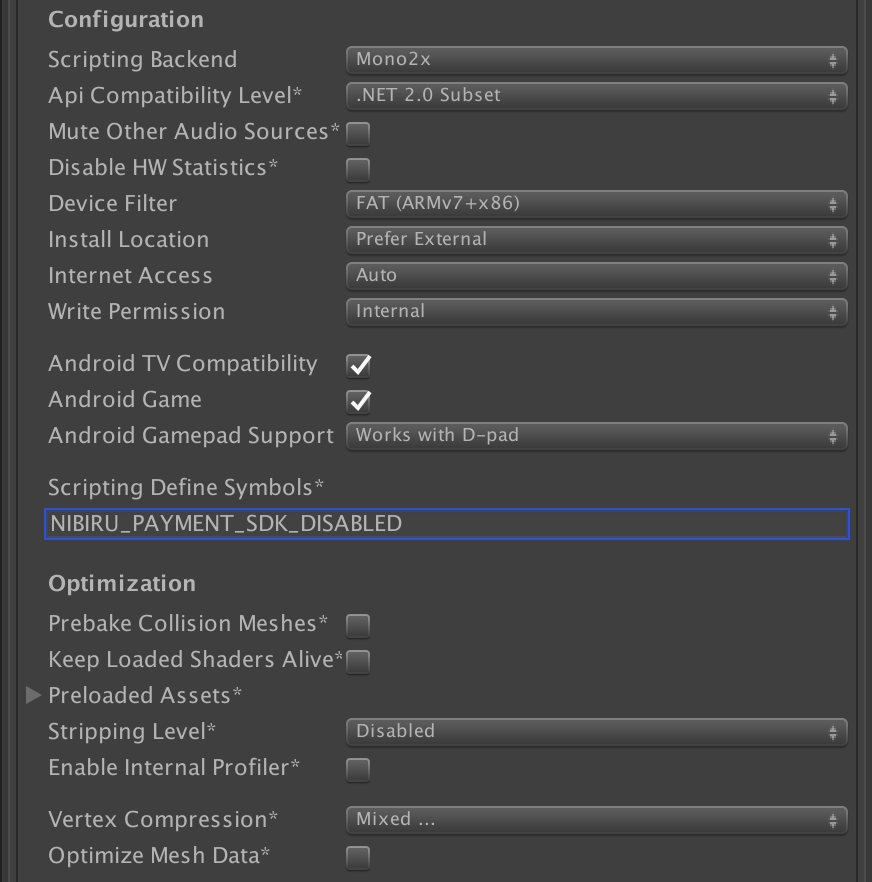 Configuration
Scripting Backend Mono2x
Api Compatibility Level* .NET 2.0 Subset
Mute Other Audio Sources*
Disable HW Statistics*
Device Filter FAT (ARMv7+x86)
Install Location Prefer External
Internet Access Auto
Write Permission Internal
Android TV Compatibility
Android Game
Android Gamepad Support Works with D-pad
Scripting Define Symbols*
NIBIRU_PAYMENT_SDK_DISABLED
Optimization
Prebake Collision Meshes*
Keep Loaded Shaders Alive*
Preloaded Assets*
Stripping Level* Disabled
Enable Internal Profiler*
Vertex Compression* Mixed ...
Optimize Mesh Data*